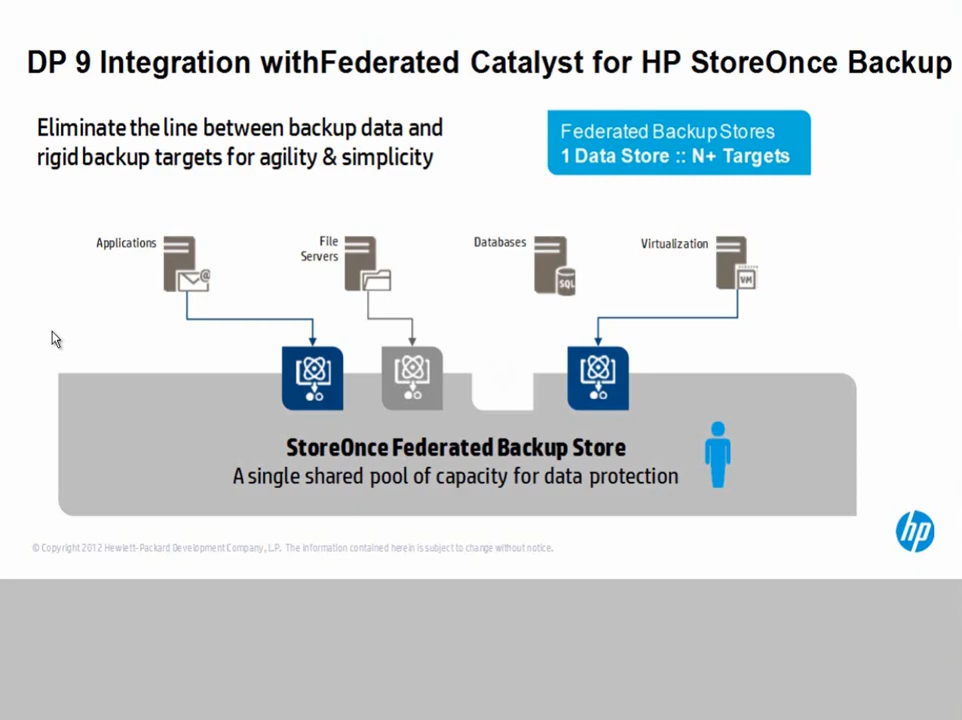 DP 9 Integration withFederated Catalyst for HP StoreOnce Backup
Eliminate the line between backup data and
rigid backup targets for agility & simplicity
Federated Backup Stores
1 Data Store :: N+ Targets
Applications
File
Servers
Databases
Virtualization
@
SQL
VM
StoreOnce Federated Backup Store
A single shared pool of capacity for data protection
hp
© Copyright 2012 Hewlett-Packard Development Company, L.P. The information contained herein is subject to change without notice.